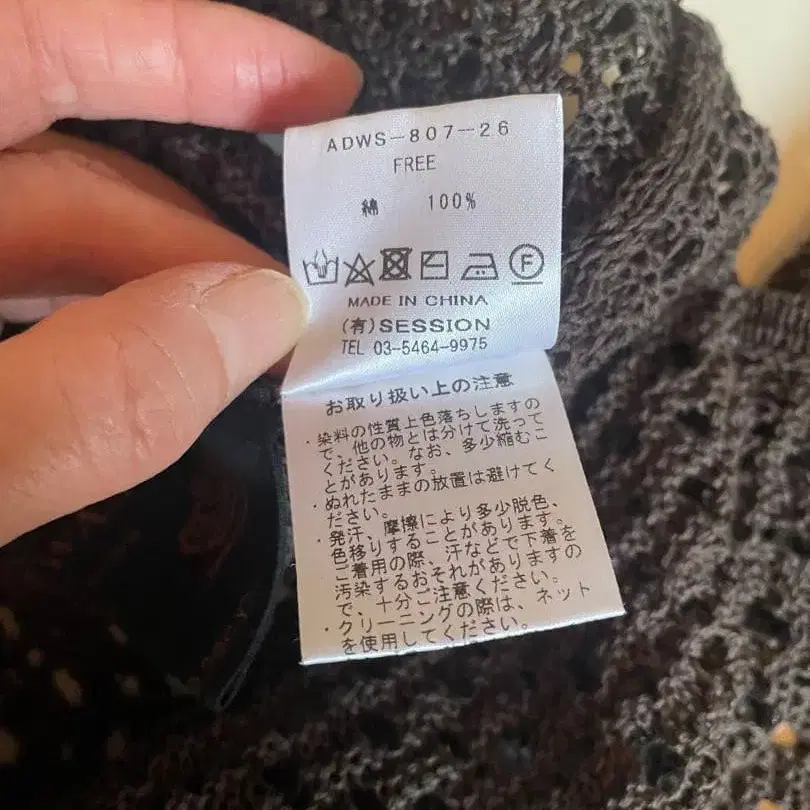 ADWS-807-26
FREE
綿 100%
F
MADE IN CHINA
(有)SESSION
TEL 03-5464-9975
お取り扱い上の注意
・染料の性質上色落ちしますの
で、他の物とは分けて洗って
ください。なお、多少縮むこ
とがあります。
・ぬれたままの放置は避けてく
ださい。
・発汗、摩擦により多少脱色、
色移りすることがあります。
ご着用の際、汗などで下着を
汚染するおそれがありますの
で、十分ご注意ください。
・クリーニングの際は、ネット
を使用してください。